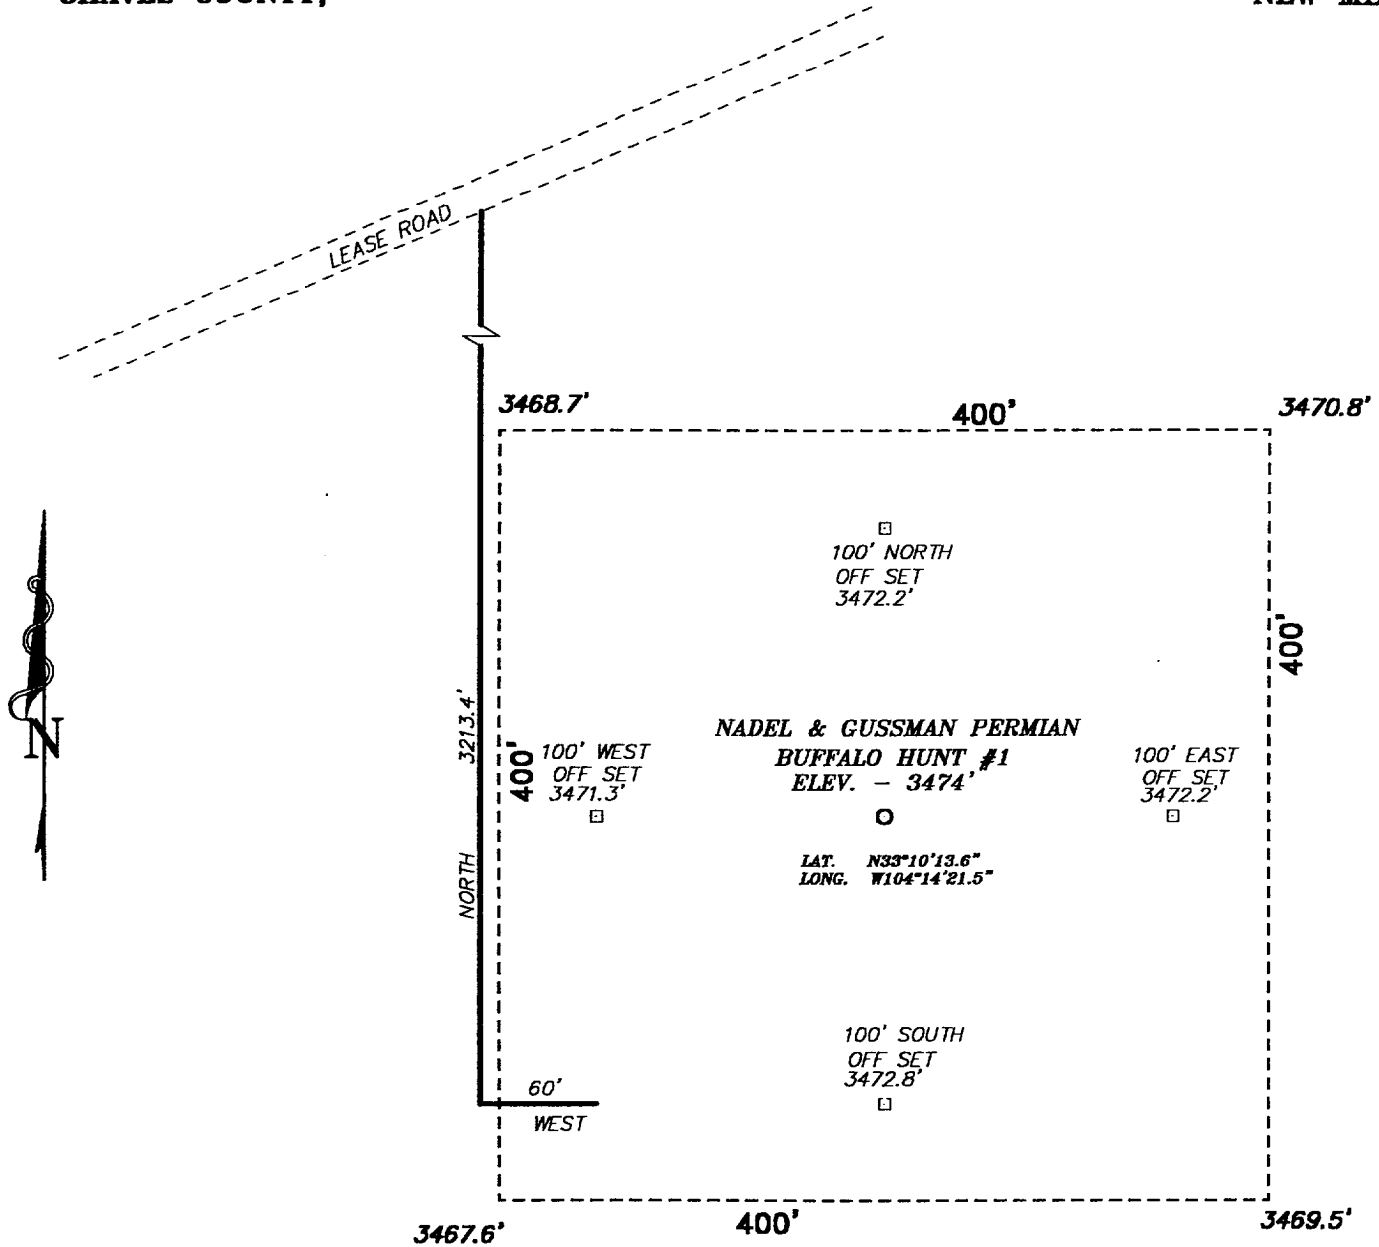 LEASE ROAD
3468.7'
400'
3470.8'
100' NORTH
OFF SET
3472.2'
400'
N
3213.4'
NORTH
400'
100' WEST
OFF SET
3471.3'
NADEL & GUSSMAN PERMIAN
BUFFALO HUNT #1
ELEV. - 3474'
100' EAST
OFF SET
3472.2'
LAT. N33°10'13.6"
LONG. W104°14'21.5"
100' SOUTH
OFF SET
3472.8'
60'
WEST
3467.6'
400'
3469.5'